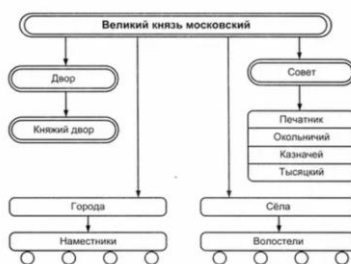 Великий князь московский
Двор
Княжий двор
Совет
Печатник
Окольничий
Казначей
Тысяцкий
Города
Наместники
Сёла
Волостели